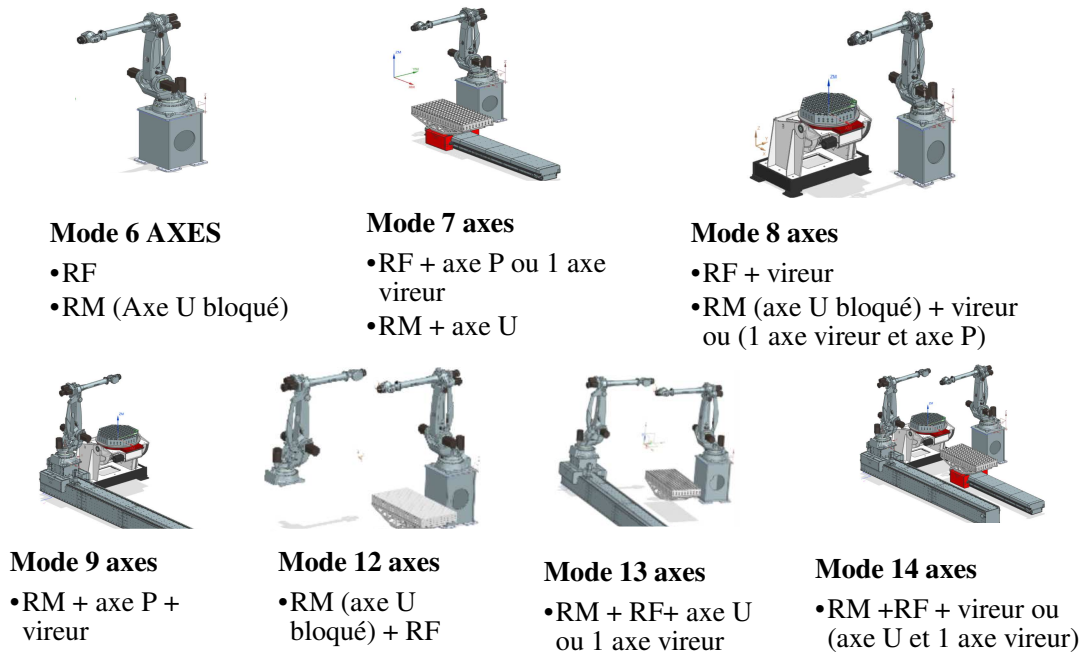 Mode 6 AXES
•RF
•RM (Axe U bloqué)
Mode 7 axes
•RF + axe P ou 1 axe
vireur
•RM + axe U
Mode 8 axes
•RF + vireur
•RM (axe U bloqué) + vireur
ou (1 axe vireur et axe P)
Mode 9 axes
•RM + axe P +
vireur
Mode 12 axes
•RM (axe U
bloqué) + RF
Mode 13 axes
•RM + RF+ axe U
ou 1 axe vireur
Mode 14 axes
•RM +RF + vireur ou
(axe U et 1 axe vireur)